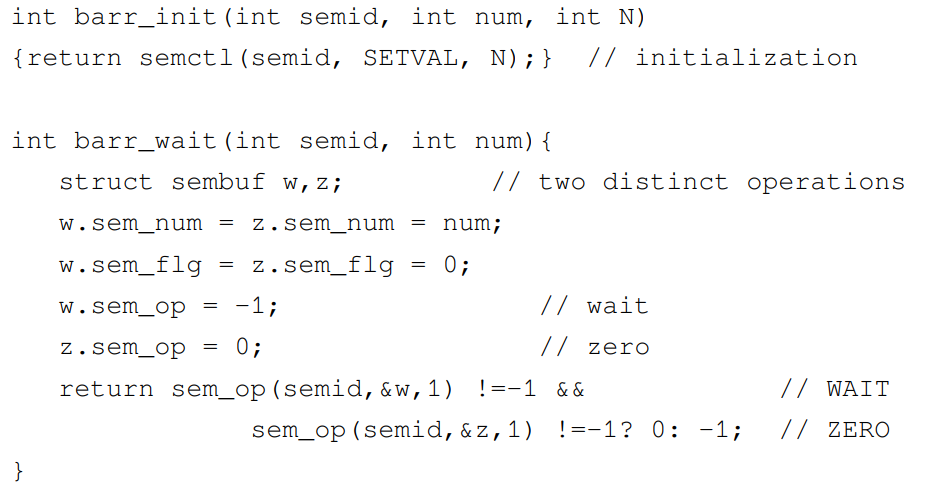 int barr_init(int semid, int num, int N)
{return semctl(semid, SETVAL, N);}  // initialization

int barr_wait(int semid, int num){
   struct sembuf w,z;         // two distinct operations
   w.sem_num = z.sem_num = num;
   w.sem_flg = z.sem_flg = 0;
   w.sem_op = -1;                // wait
   z.sem_op = 0;                 // zero
   return sem_op(semid,&w,1) !=-1 &&            // WAIT
               sem_op(semid,&z,1) !=-1? 0: -1;  // ZERO
}